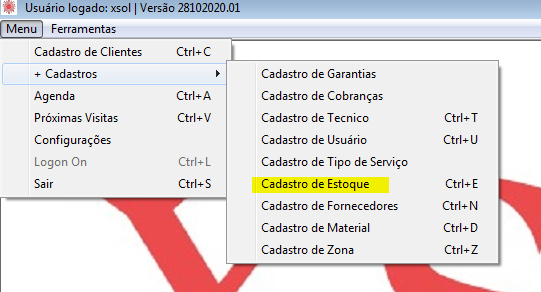 Usuário logado: xsol | Versão 28102020.01
Menu Ferramentas
Cadastro de Clientes Ctrl+C
+ Cadastros
Agenda Ctrl+A
Próximas Visitas Ctrl+V
Configurações
Logon On Ctrl+L
Sair Ctrl+S
Cadastro de Garantias
Cadastro de Cobranças
Cadastro de Tecnico Ctrl+T
Cadastro de Usuário Ctrl+U
Cadastro de Tipo de Serviço
Cadastro de Estoque Ctrl+E
Cadastro de Fornecedores Ctrl+N
Cadastro de Material Ctrl+D
Cadastro de Zona Ctrl+Z